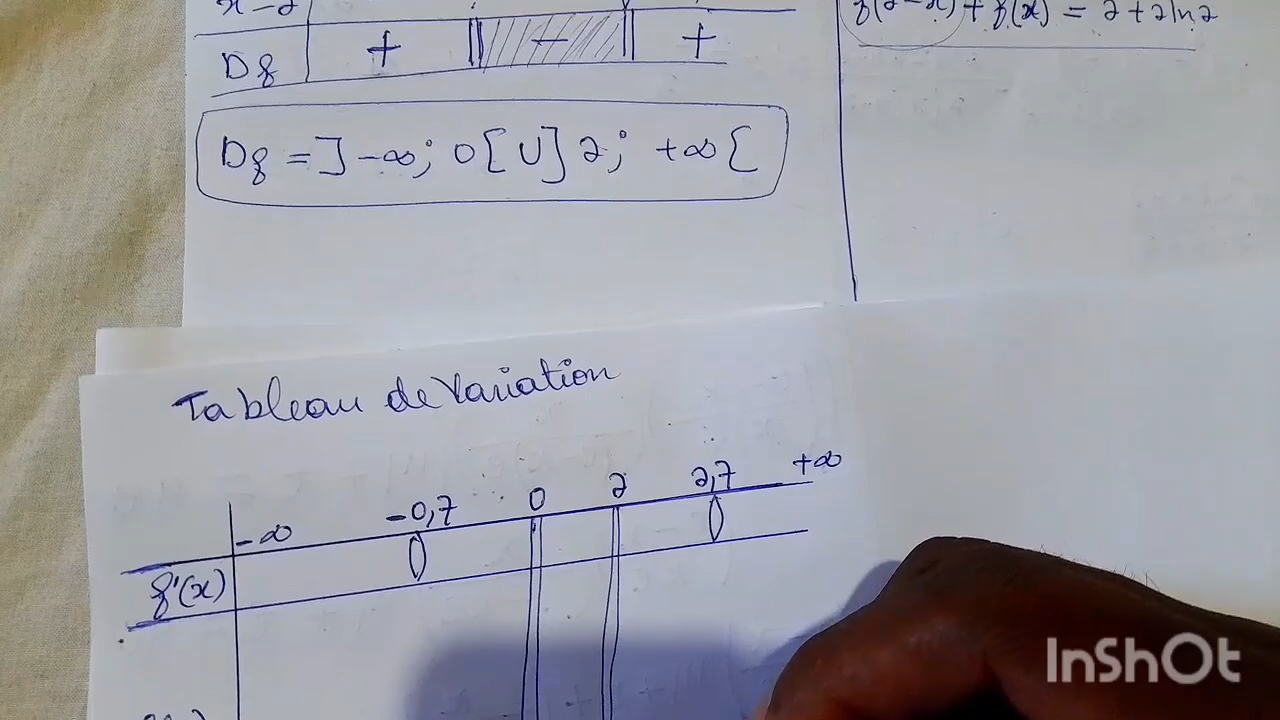 x-2
Df + || - || +
Df = ]-∞; 0[ U ]2; +∞[
f(2-x) + f(x) = 2 + 2ln2
Tableau de Variation
-∞ -0,7 0 2 2,7 +∞
f'(x) 0 || || 0
InShOt